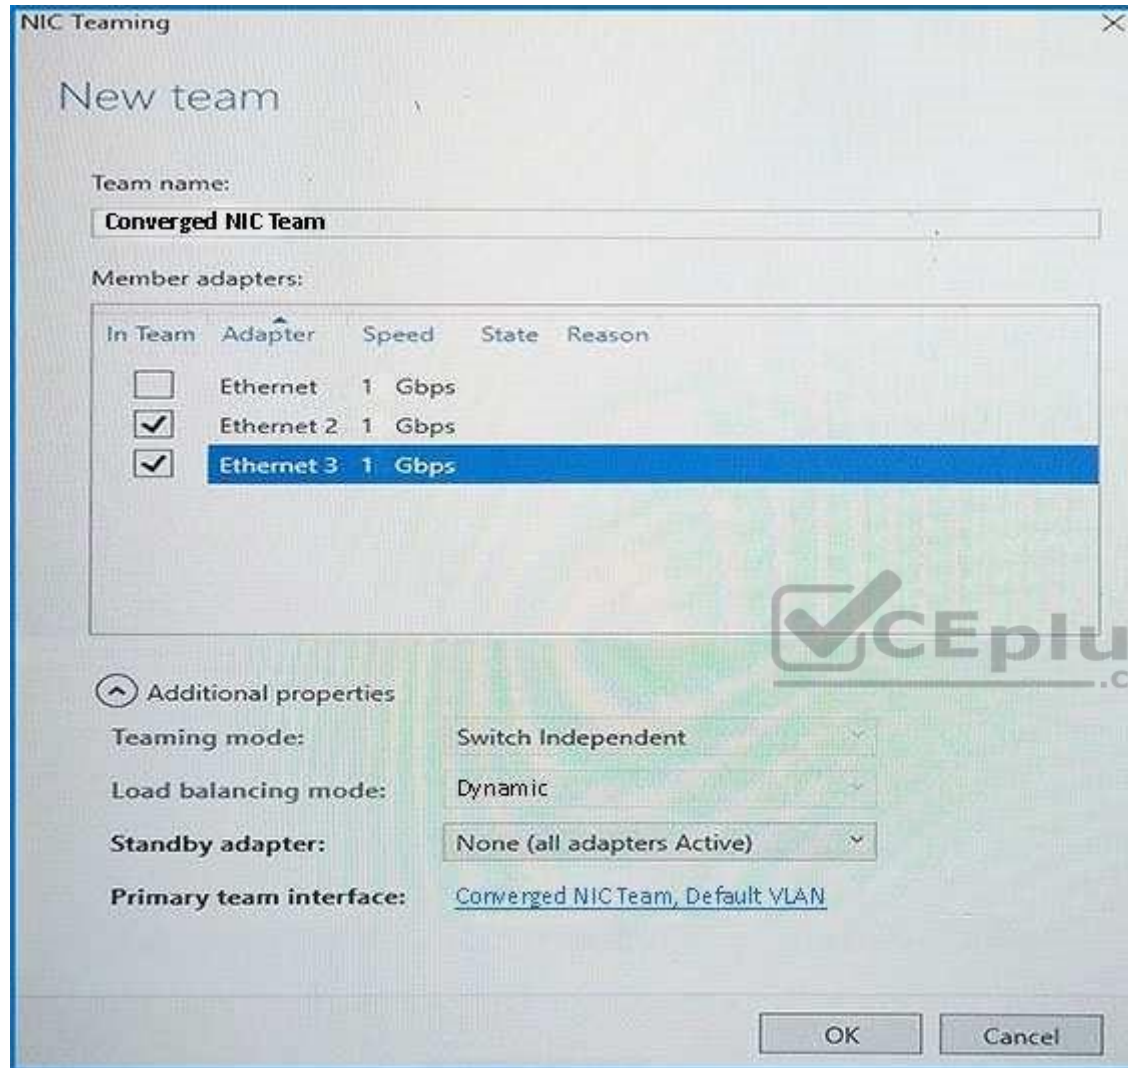 NIC Teaming
New team
Team name:
Converged NIC Team
Member adapters:
In Team Adapter Speed State Reason
Ethernet 1 Gbps
Ethernet 2 1 Gbps
Ethernet 3 1 Gbps
CEplu
.c
Additional properties
Teaming mode: Switch Independent
Load balancing mode: Dynamic
Standby adapter: None (all adapters Active)
Primary team interface: Converged NIC Team, Default VLAN
OK Cancel